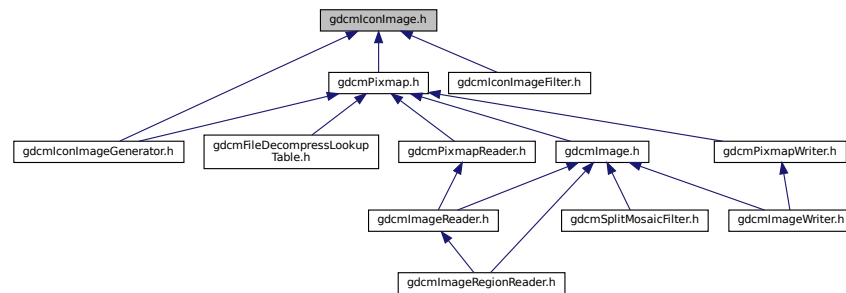 gdcmIconImage.h
gdcmPixmap.h
gdcmIconImageFilter.h
gdcmIconImageGenerator.h
gdcmFileDecompressLookup
Table.h
gdcmPixmapReader.h
gdcmImage.h
gdcmPixmapWriter.h
gdcmImageReader.h
gdcmSplitMosaicFilter.h
gdcmImageWriter.h
gdcmImageRegionReader.h